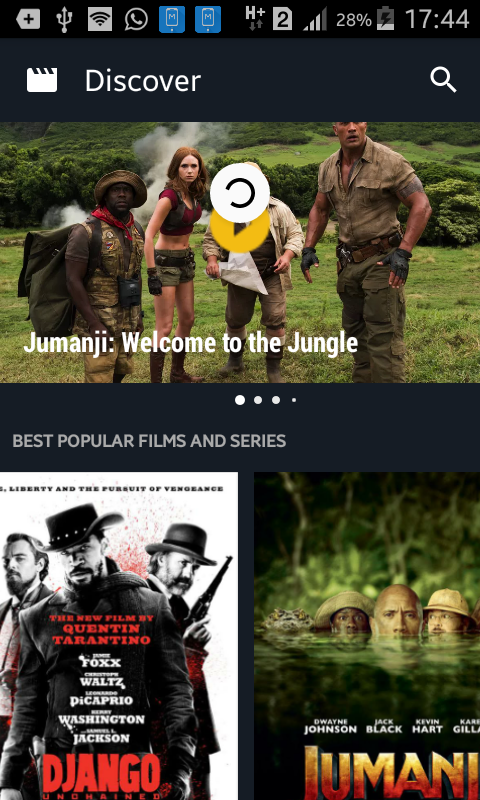 H+ 2 28% 17:44
Discover
Jumanji: Welcome to the Jungle
BEST POPULAR FILMS AND SERIES
E, LIBERTY AND THE PURSUIT OF VENGEANCE
THE NEW FILM BY
QUENTIN
TARANTINO
JAMIE
FOXX
CHRISTOPH
WALTZ
LEONARDO
DiCAPRIO
KERRY
WASHINGTON
SAMUEL L.
JACKSON
DJANGO
UNCHAINED
DWAYNE JACK KEVIN KARE
JOHNSON BLACK HART GILLA
JUMANJ